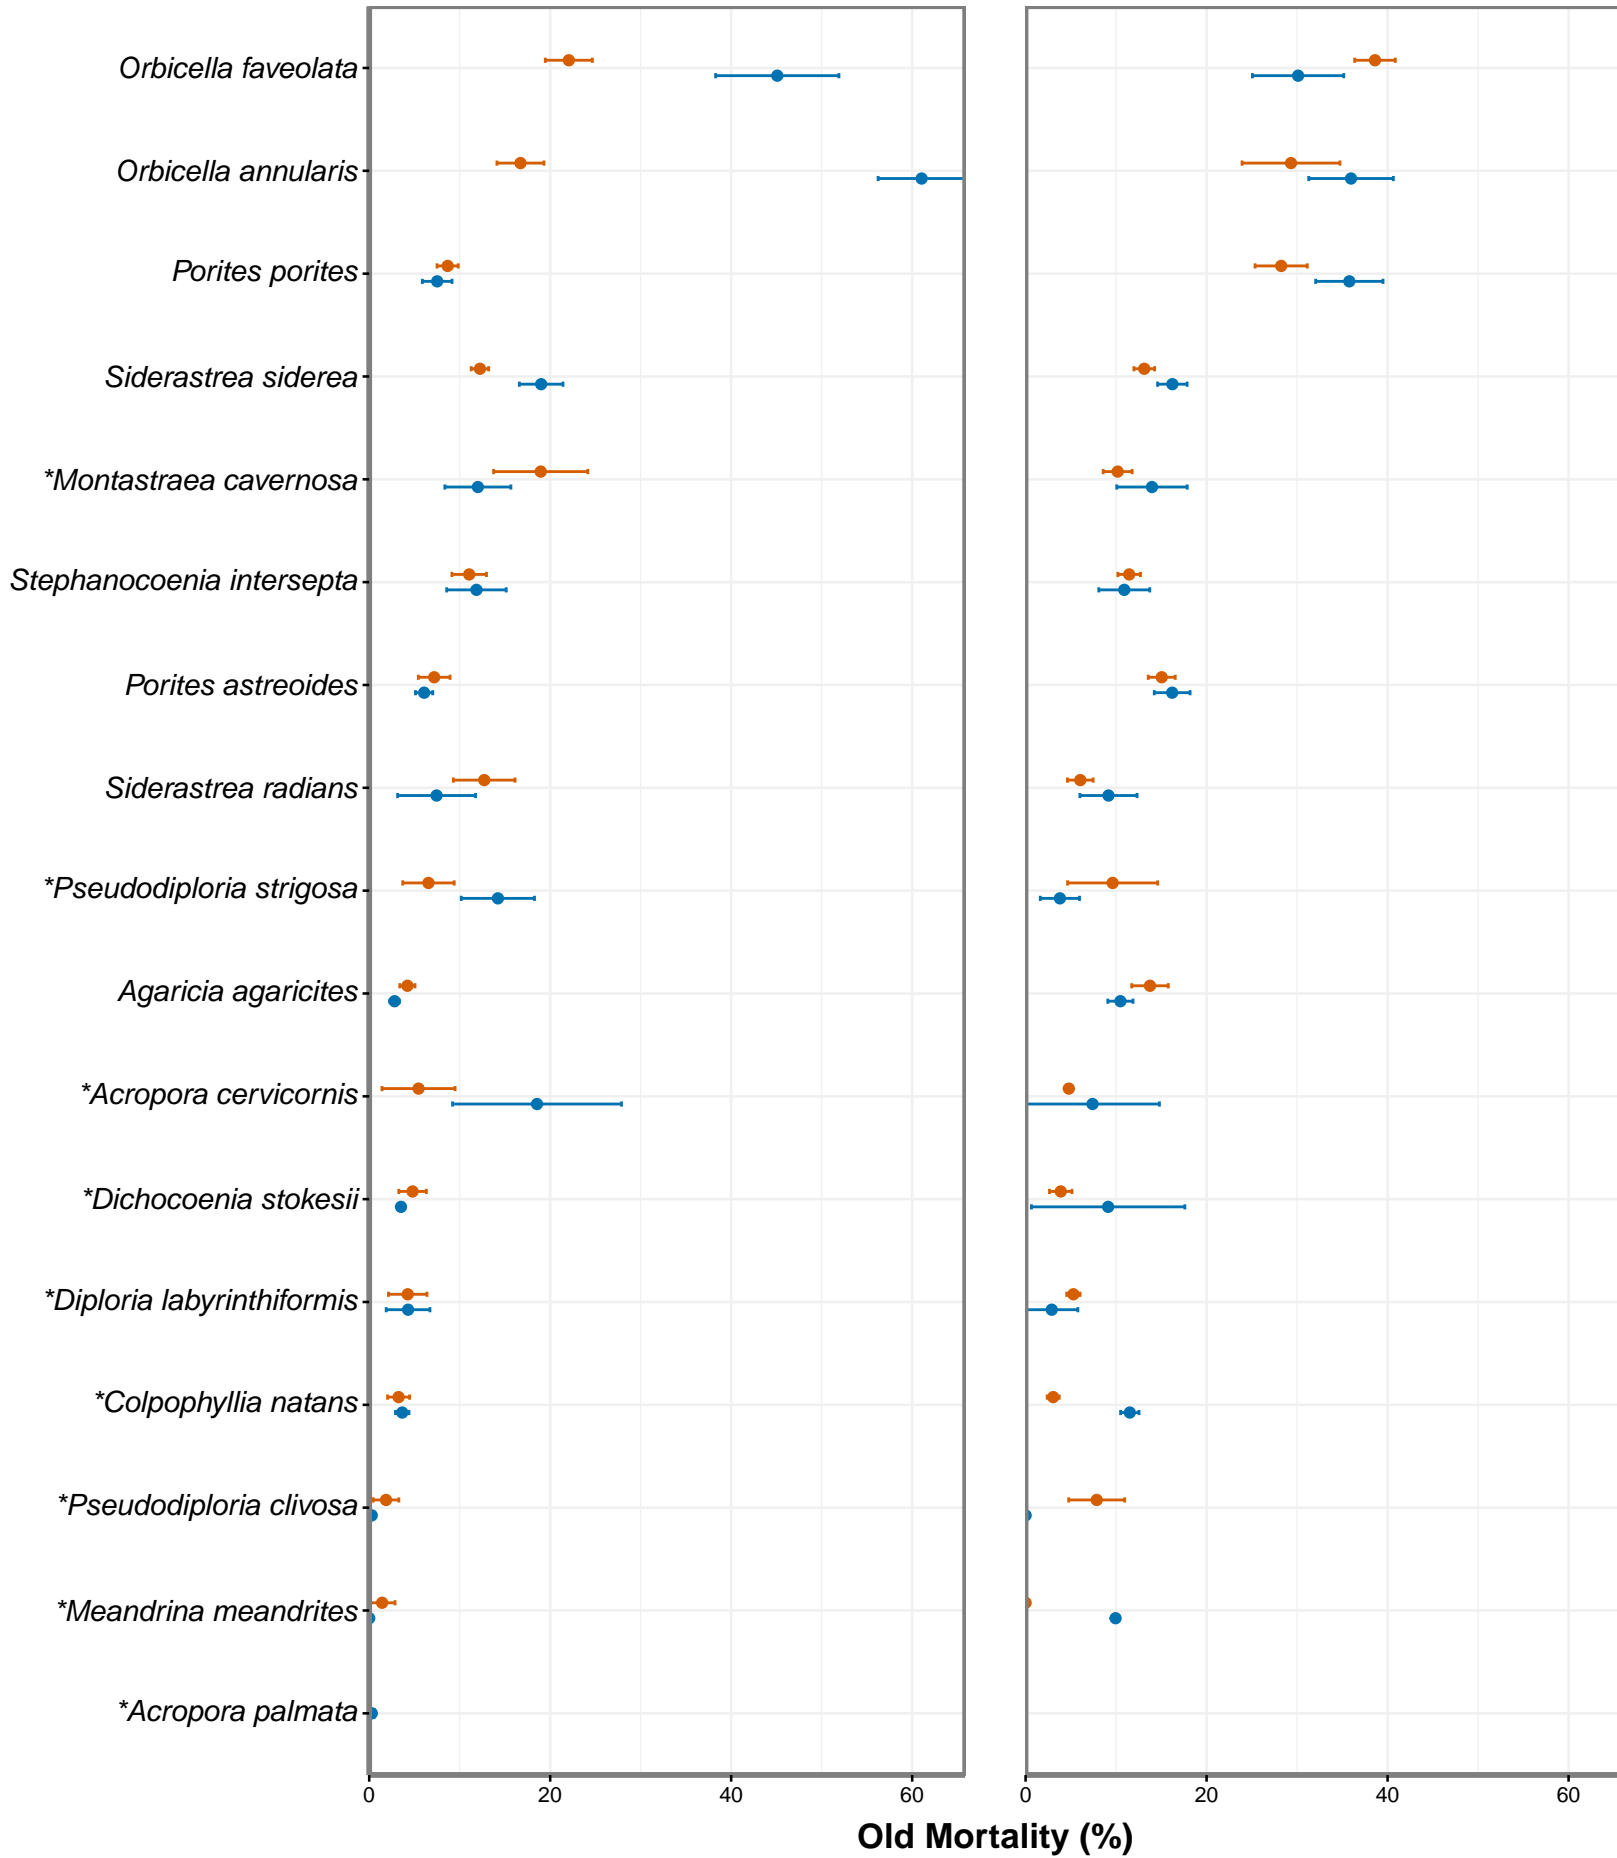 Orbicella faveolata
Orbicella annularis
Porites porites
Siderastrea siderea
*Montastraea cavernosa
Stephanocoenia intersepta
Porites astreoides
Siderastrea radians
*Pseudodiploria strigosa
Agaricia agaricites
*Acropora cervicornis
*Dichocoenia stokesii
*Diploria labyrinthiformis
*Colpophyllia natans
*Pseudodiploria clivosa
*Meandrina meandrites
*Acropora palmata
0 20 40 60 0 20 40 60
Old Mortality (%)